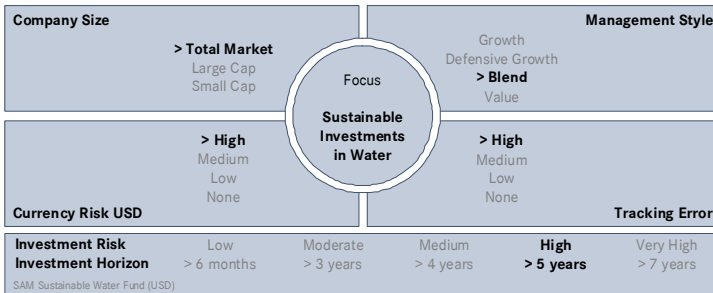 Company Size
> Total Market
Large Cap
Small Cap
Management Style
Growth
Defensive Growth
> Blend
Value
Focus
Sustainable
Investments
in Water
> High
Medium
Low
None
Currency Risk USD
> High
Medium
Low
None
Tracking Error
Investment Risk Low Moderate Medium High Very High
Investment Horizon > 6 months > 3 years > 4 years > 5 years > 7 years
SAM Sustainable Water Fund (USD)